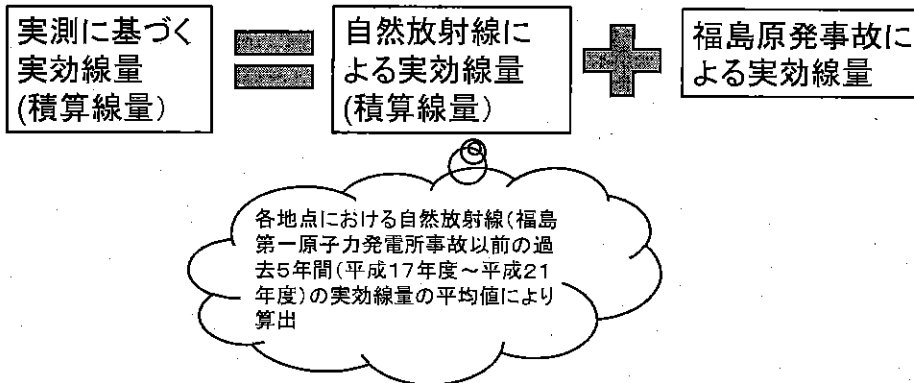 実測に基づく
実効線量
(積算線量)
自然放射線に
よる実効線量
(積算線量)
福島原発事故に
よる実効線量
各地点における自然放射線(福島
第一原子力発電所事故以前の過
去5年間(平成17年度～平成21
年度)の実効線量の平均値により
算出